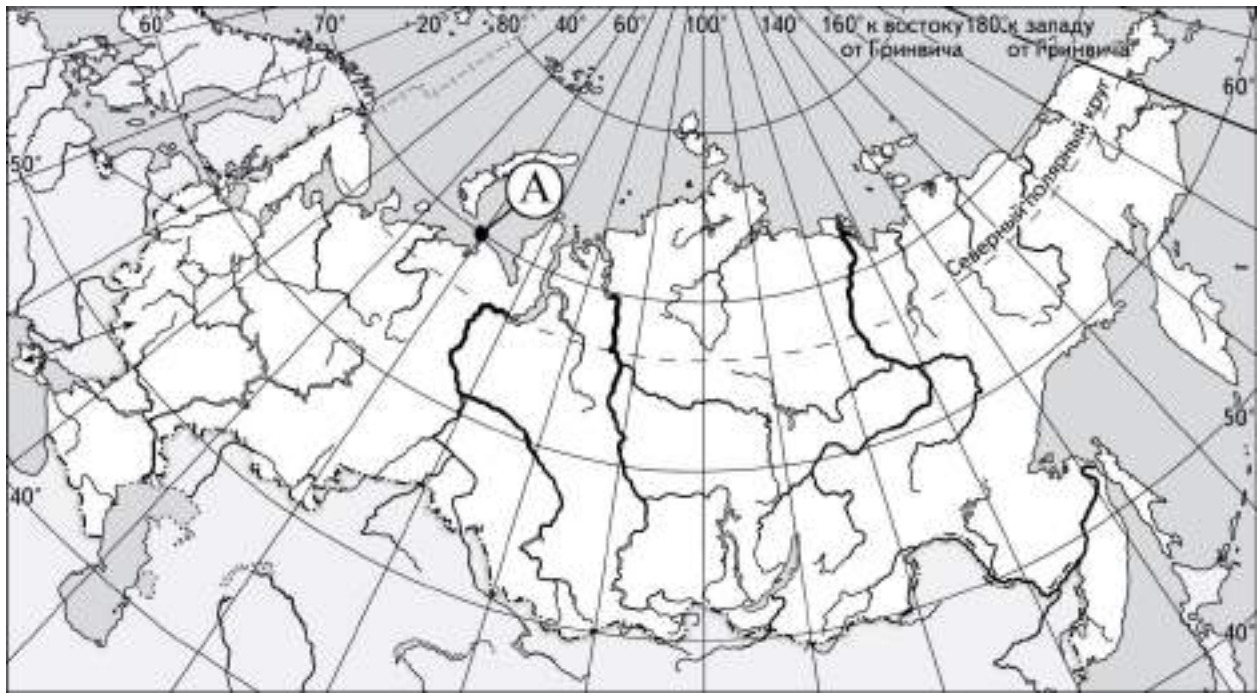 60° 70° 20° 80° 40° 60° 100° 140° 160° к востоку 180° к западу
от Гринвича от Гринвича
60°
50°
А
Северный полярный круг
50°
40°
40°